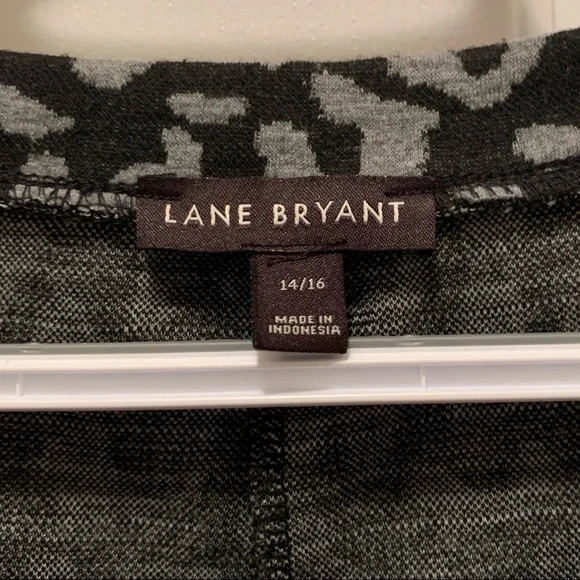 LANE BRYANT
14/16
MADE IN
INDONESIA